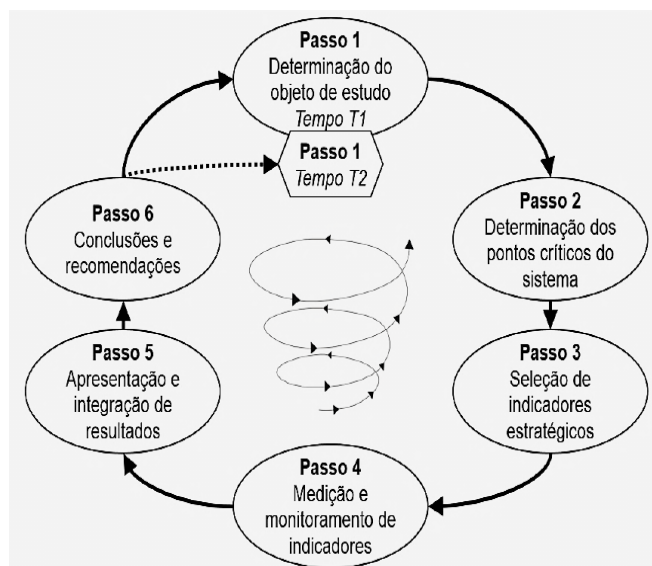 Passo 1
Determinação do
objeto de estudo
Tempo T1
Passo 1
Tempo T2
Passo 2
Determinação dos
pontos críticos do
sistema
Passo 3
Seleção de
indicadores
estratégicos
Passo 4
Medição e
monitoramento de
indicadores
Passo 5
Apresentação e
integração de
resultados
Passo 6
Conclusões e
recomendações